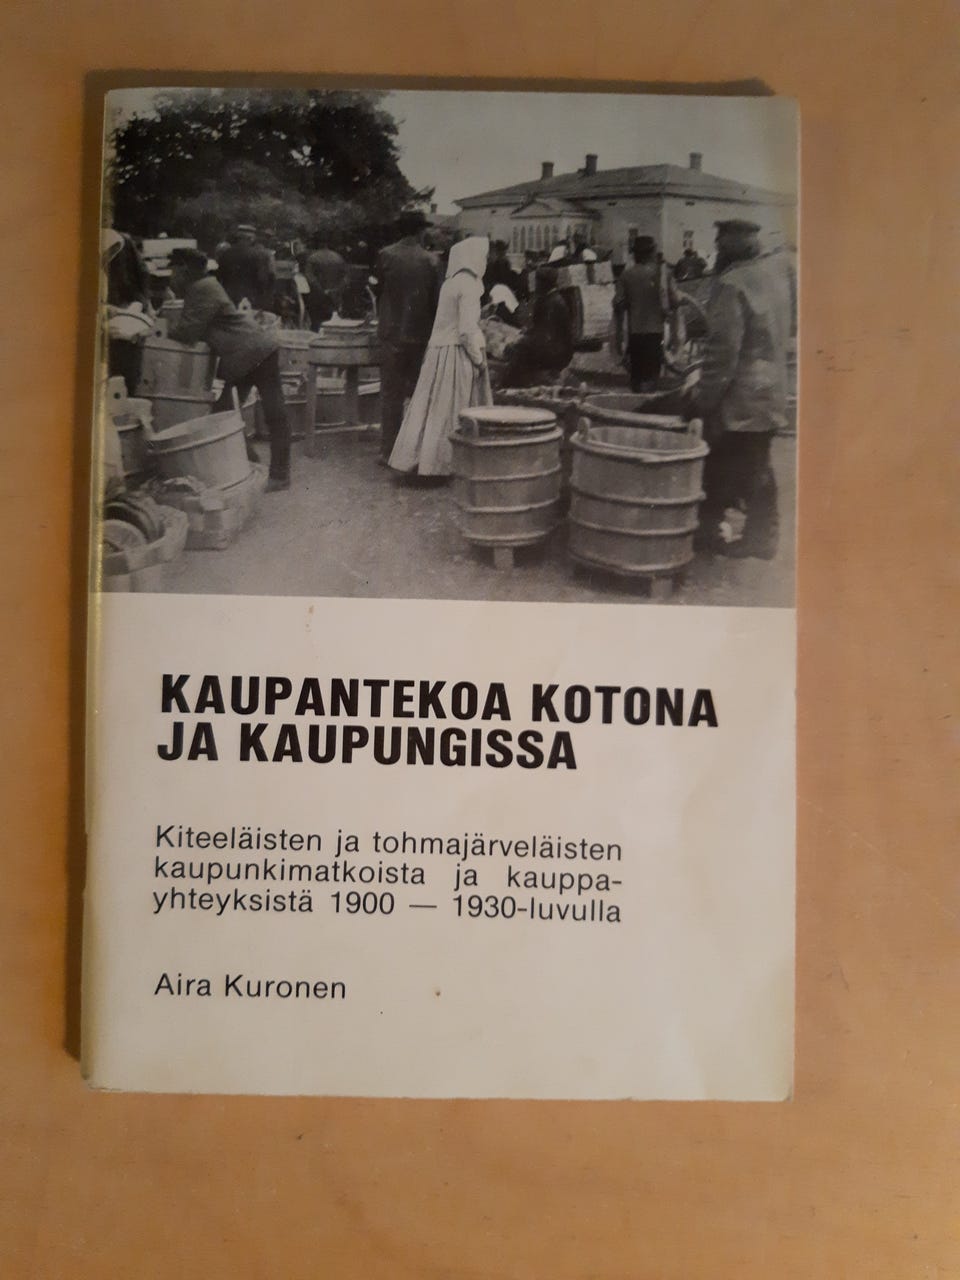 KAUPANTEKOA KOTONA
JA KAUPUNGISSA
Kiteeläisten ja tohmajärveläisten
kaupunkimatkoista ja kauppa-
yhteyksistä 1900 — 1930-luvulla
Aira Kuronen